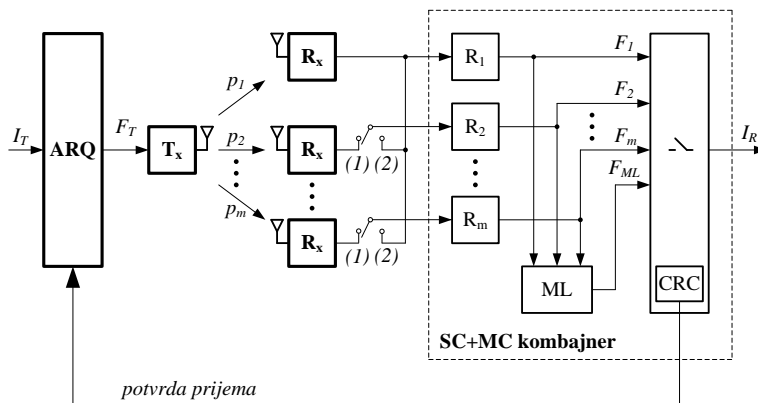 I_T
ARQ
F_T
T_x
p_1
p_2
p_m
R_x
R_x
R_x
(1) (2)
(1) (2)
R_1
R_2
R_m
ML
F_1
F_2
F_m
F_ML
CRC
I_R
SC+MC kombajner
potvrda prijema